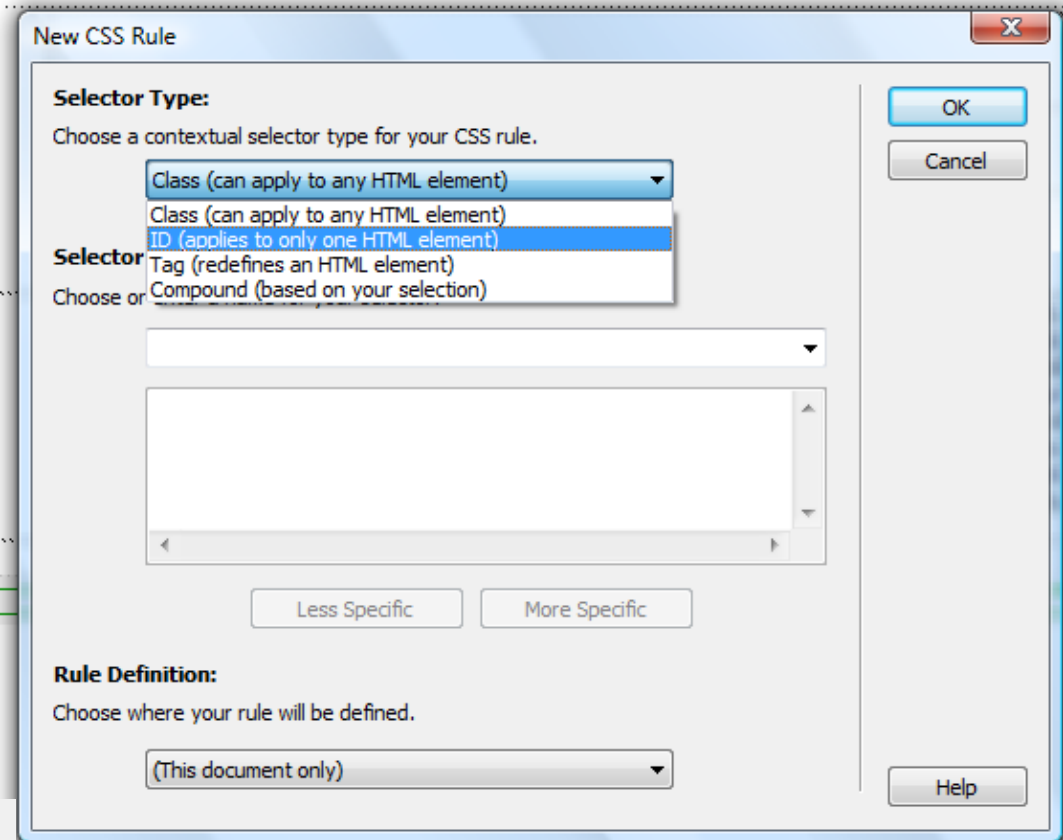 New CSS Rule
Selector Type:
Choose a contextual selector type for your CSS rule.
Class (can apply to any HTML element)
Class (can apply to any HTML element)
ID (applies to only one HTML element)
Tag (redefines an HTML element)
Compound (based on your selection)
Selector
Choose or
Less Specific
More Specific
Rule Definition:
Choose where your rule will be defined.
(This document only)
OK
Cancel
Help